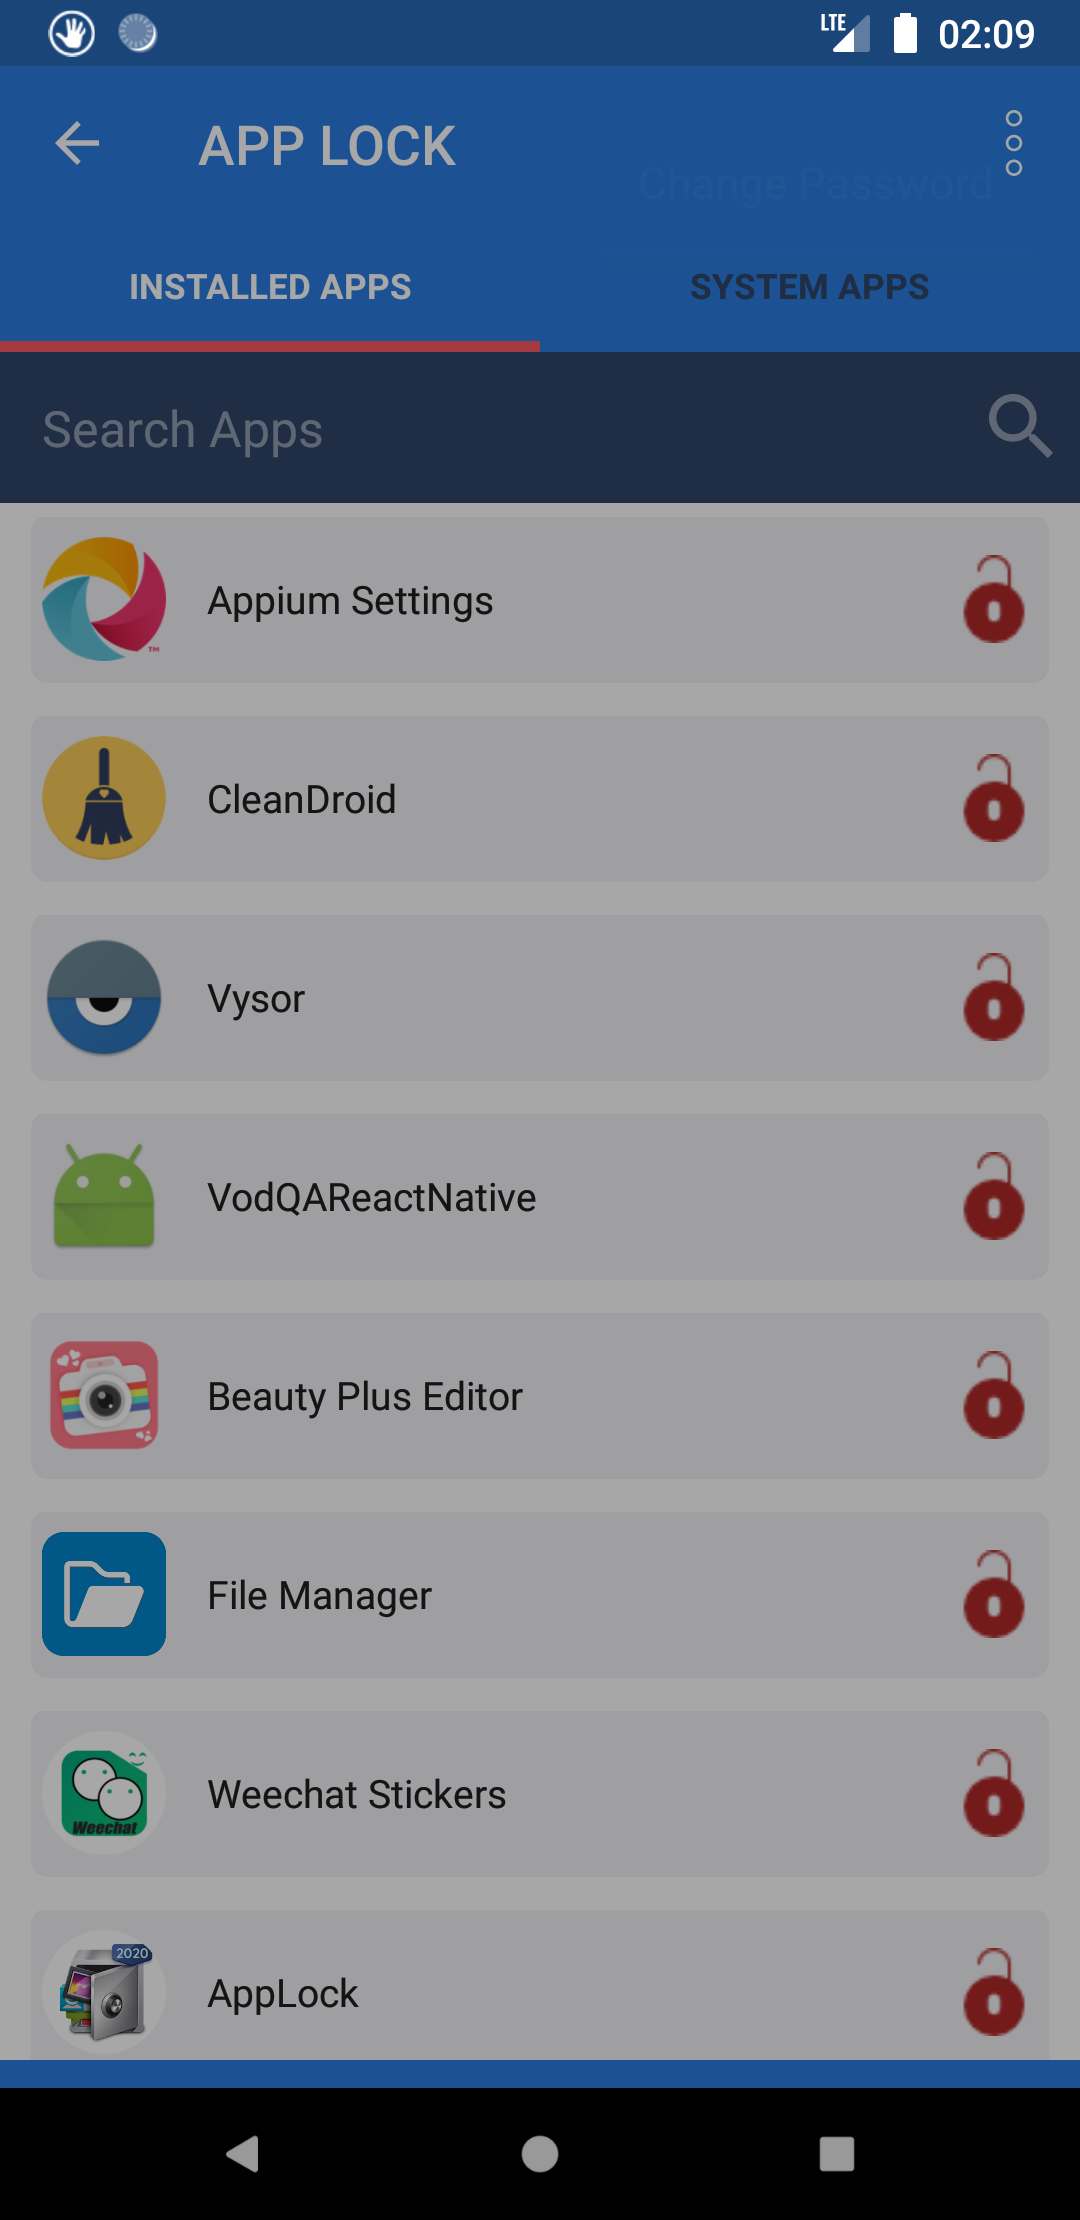 LTE 02:09
APP LOCK
Change Password
INSTALLED APPS SYSTEM APPS
Search Apps
Appium Settings
TM
CleanDroid
Vysor
VodQAReactNative
Beauty Plus Editor
File Manager
Weechat Stickers
Weechat
2020
AppLock